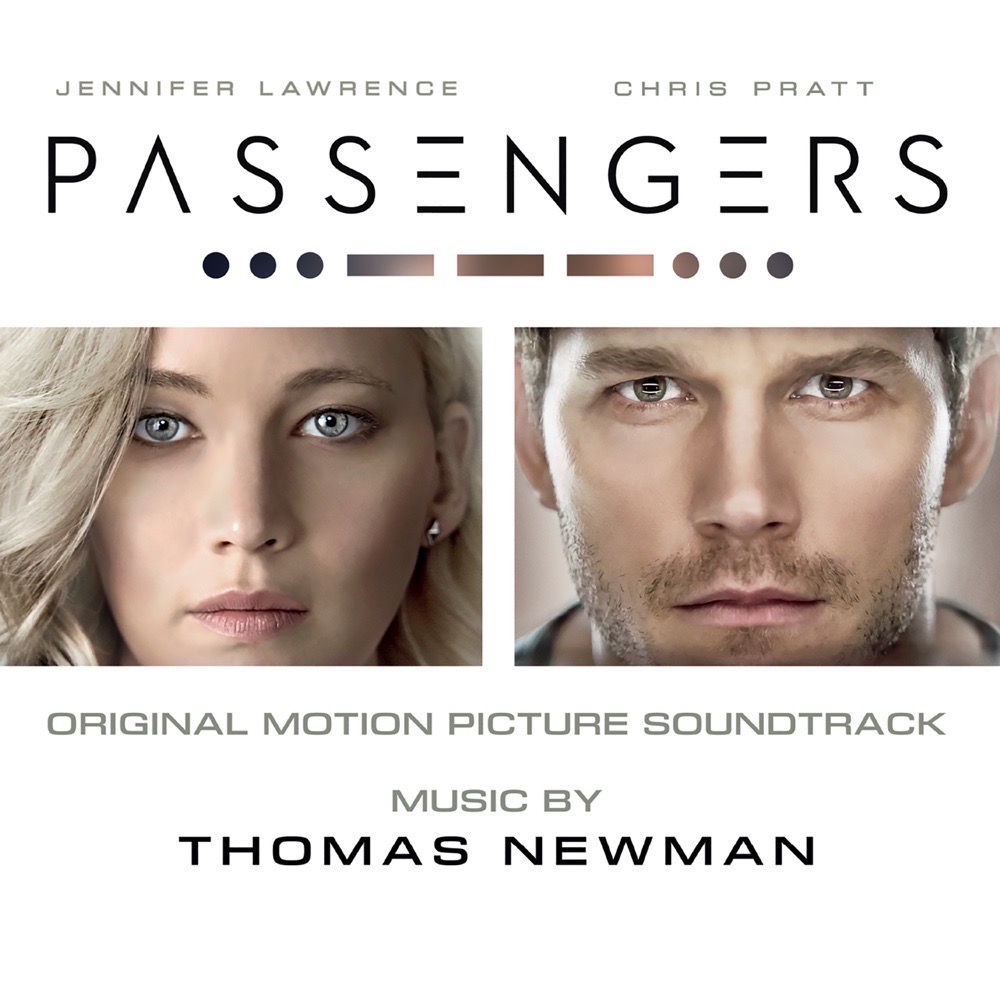 JENNIFER LAWRENCE CHRIS PRATT
PASSENGERS
ORIGINAL MOTION PICTURE SOUNDTRACK
MUSIC BY
THOMAS NEWMAN